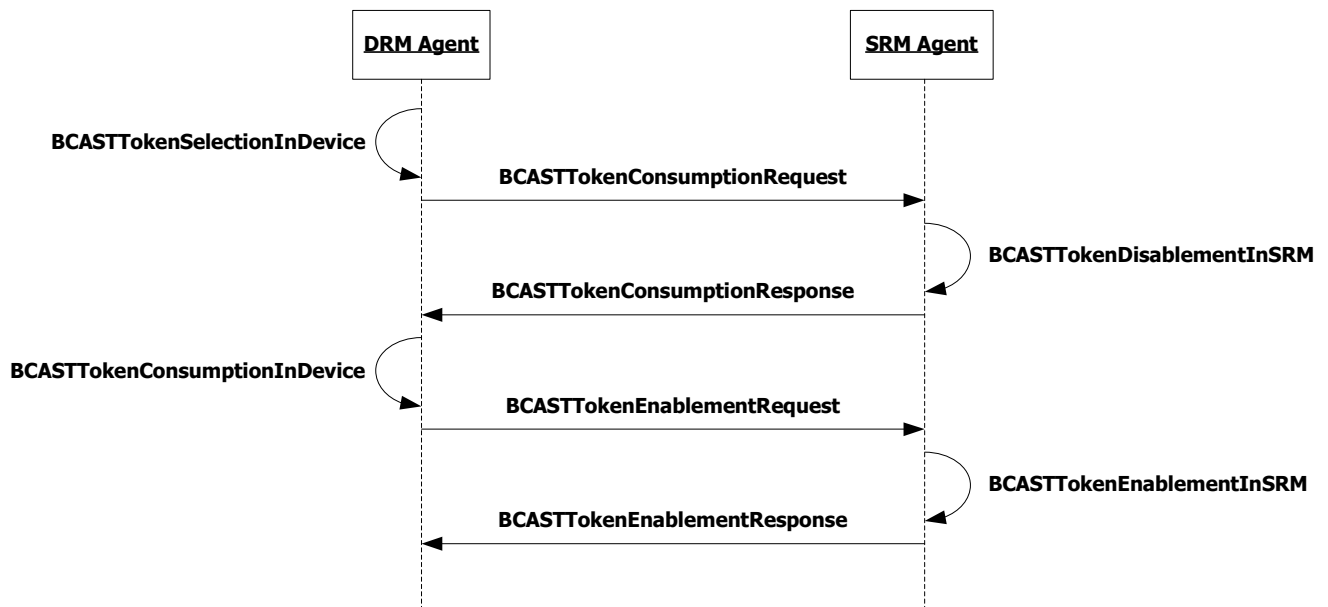 DRM Agent
SRM Agent
BCASTTokenSelectionInDevice
BCASTTokenConsumptionRequest
BCASTTokenDisablementInSRM
BCASTTokenConsumptionResponse
BCASTTokenConsumptionInDevice
BCASTTokenEnablementRequest
BCASTTokenEnablementInSRM
BCASTTokenEnablementResponse